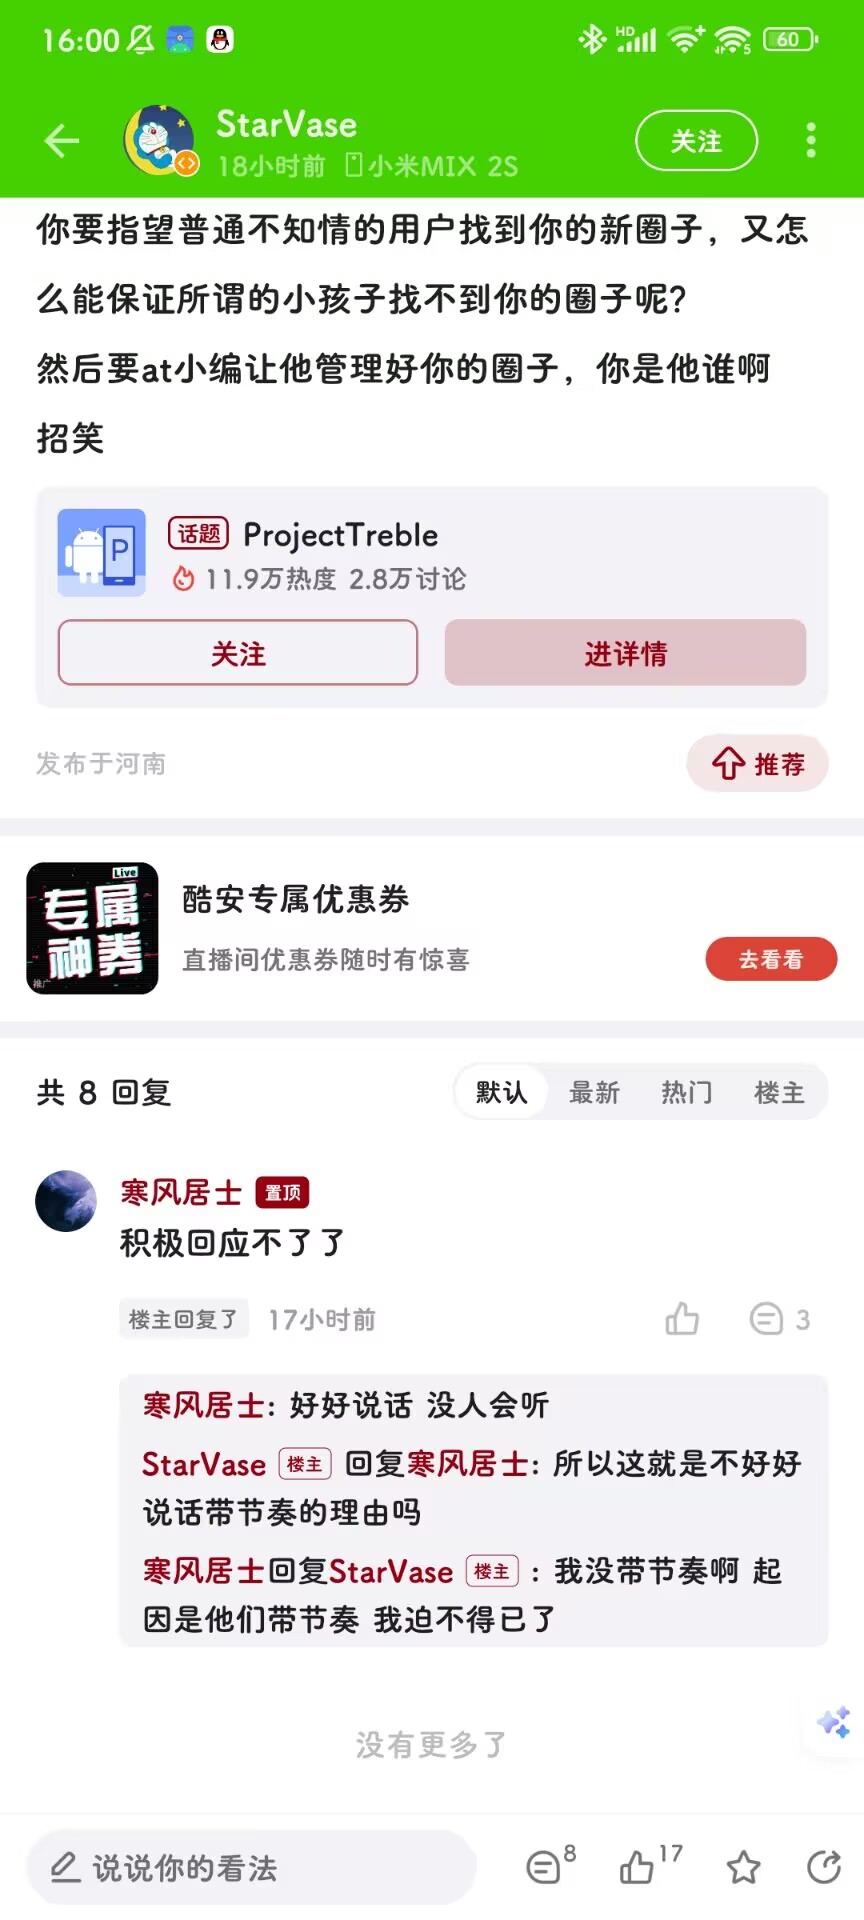 16:00
HD
5
60
StarVase
18小时前 小米MIX 2S
关注
你要指望普通不知情的用户找到你的新圈子，又怎
么能保证所谓的小孩子找不到你的圈子呢？
然后要at小编让他管理好你的圈子，你是他谁啊
招笑
P
话题 ProjectTreble
11.9万热度 2.8万讨论
关注
进详情
发布于河南
推荐
Live
专属
神券
推广
酷安专属优惠券
直播间优惠券随时有惊喜
去看看
共 8 回复
默认 最新 热门 楼主
寒风居士 置顶
积极回应不了了
楼主回复了 17小时前
3
寒风居士: 好好说话 没人会听
StarVase 楼主 回复寒风居士: 所以这就是不好好
说话带节奏的理由吗
寒风居士回复StarVase 楼主 : 我没带节奏啊 起
因是他们带节奏 我迫不得已了
没有更多了
说说你的看法
8
17